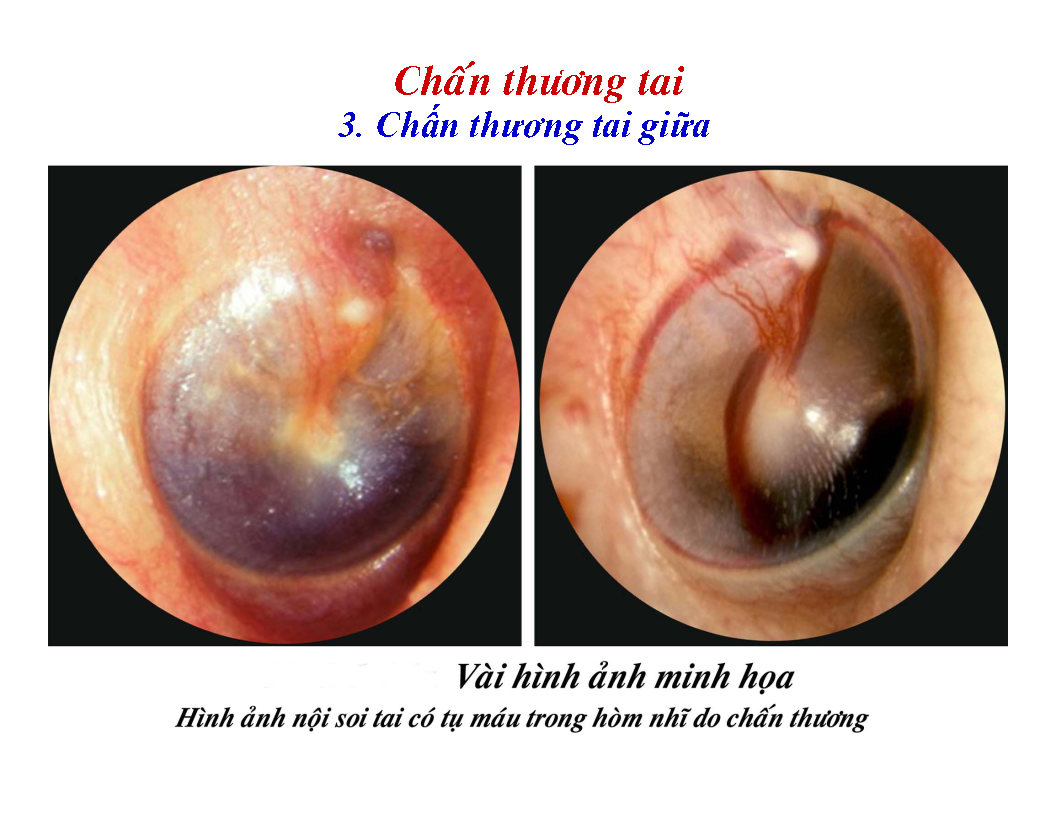 Chấn thương tai
3. Chấn thương tai giữa
Vài hình ảnh minh họa
Hình ảnh nội soi tai có tụ máu trong hòm nhĩ do chấn thương